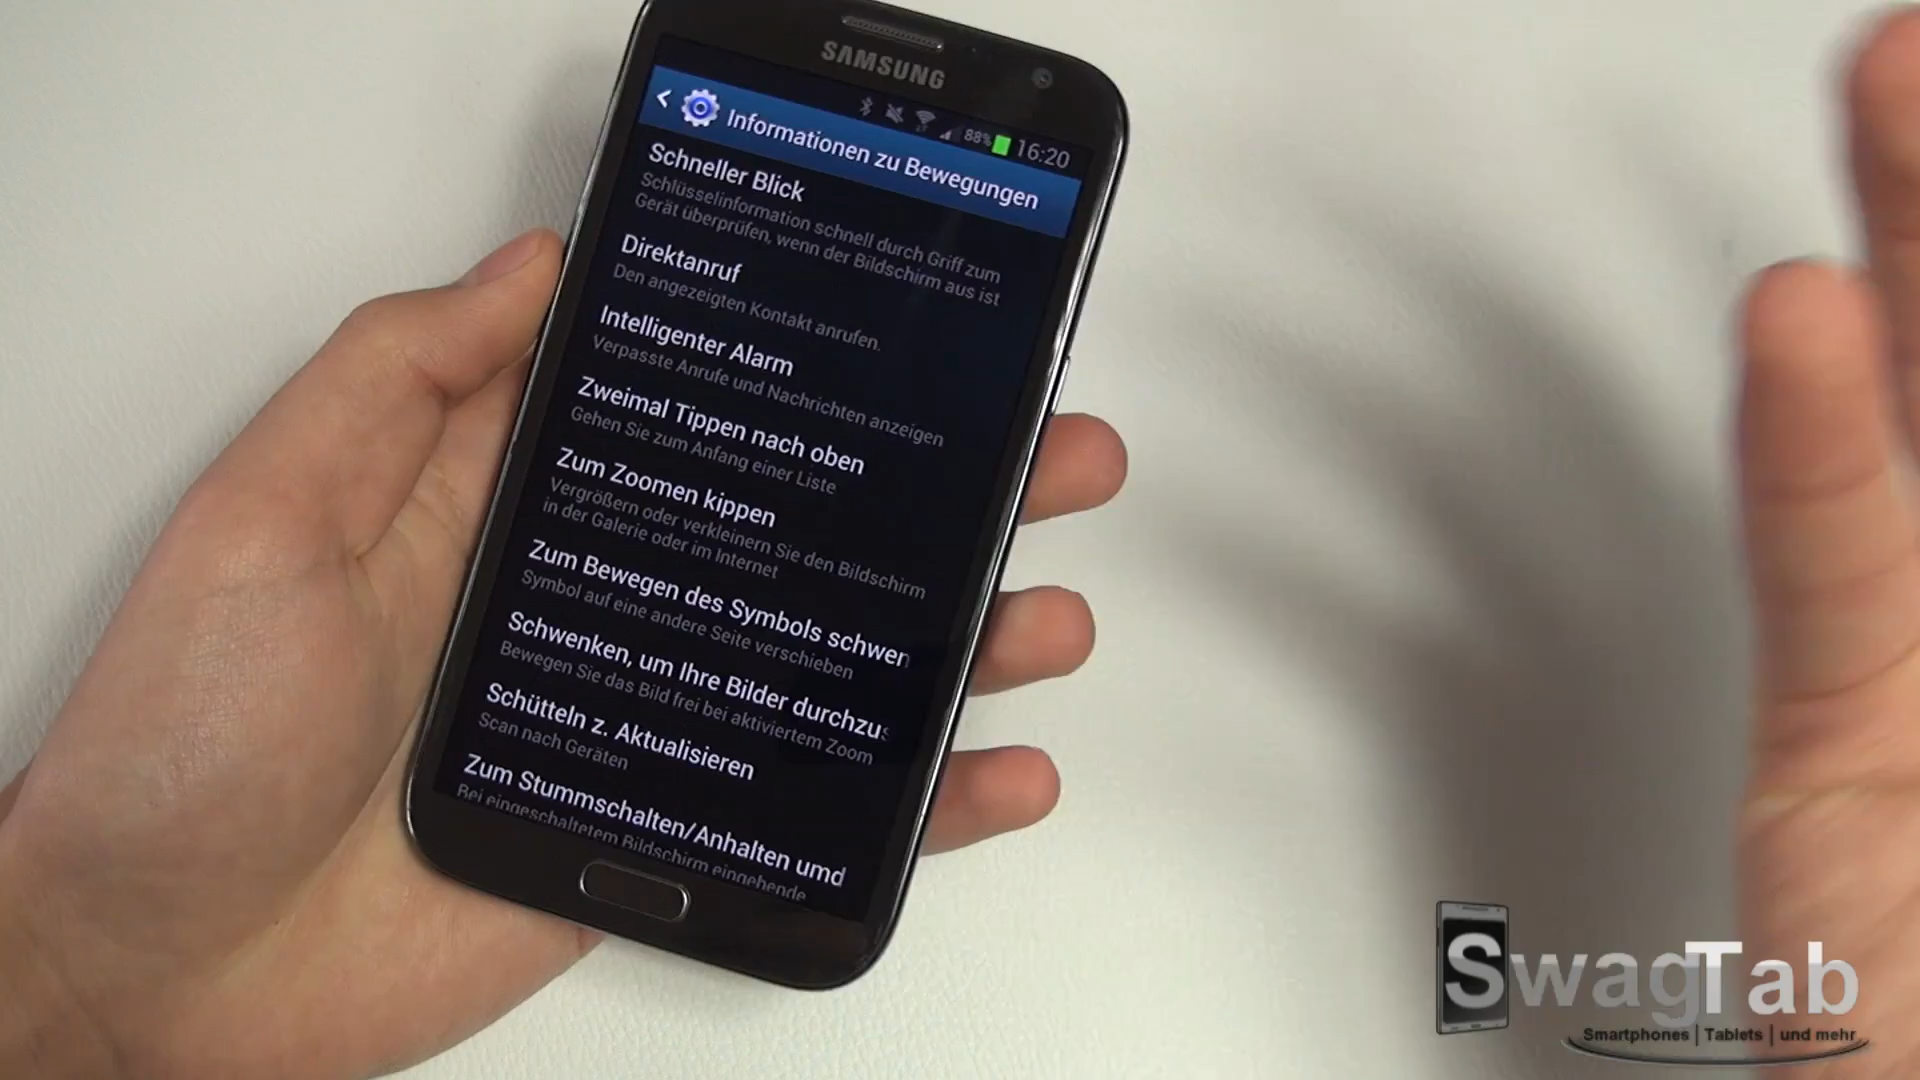 SAMSUNG
88% 16:20
Informationen zu Bewegungen
Schneller Blick
Schlüsselinformation schnell durch Griff zum
Gerät überprüfen, wenn der Bildschirm aus ist
Direktanruf
Den angezeigten Kontakt anrufen.
Intelligenter Alarm
Verpasste Anrufe und Nachrichten anzeigen
Zweimal Tippen nach oben
Gehen Sie zum Anfang einer Liste
Zum Zoomen kippen
Vergrößern oder verkleinern Sie den Bildschirm
in der Galerie oder im Internet
Zum Bewegen des Symbols schwen
Symbol auf eine andere Seite verschieben
Schwenken, um Ihre Bilder durchzus
Bewegen Sie das Bild frei bei aktiviertem Zoom
Schütteln z. Aktualisieren
Scan nach Geräten
Zum Stummschalten/Anhalten umd
Bei eingeschaltetem Bildschirm eingehende
SwagTab
Smartphones | Tablets | und mehr